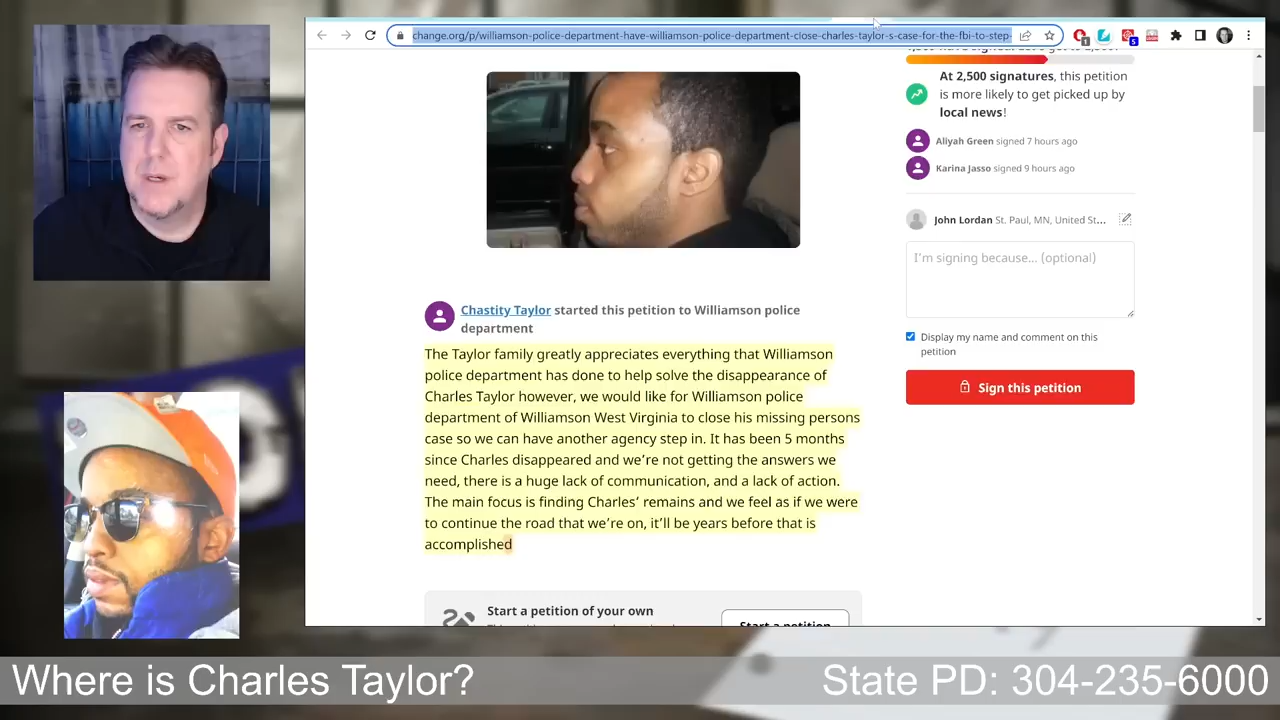 change.org/p/williamson-police-department-have-williamson-police-department-close-charles-taylor-s-case-for-the-fbi-to-step-
1
5
At 2,500 signatures, this petition
is more likely to get picked up by
local news!
Aliyah Green signed 7 hours ago
Karina Jasso signed 9 hours ago
John Lordan St. Paul, MN, United St...
I'm signing because... (optional)
Display my name and comment on this
petition
Sign this petition
Chastity Taylor started this petition to Williamson police
department
The Taylor family greatly appreciates everything that Williamson
police department has done to help solve the disappearance of
Charles Taylor however, we would like for Williamson police
department of Williamson West Virginia to close his missing persons
case so we can have another agency step in. It has been 5 months
since Charles disappeared and we're not getting the answers we
need, there is a huge lack of communication, and a lack of action.
The main focus is finding Charles' remains and we feel as if we were
to continue the road that we're on, it'll be years before that is
accomplished
Start a petition of your own
Start a petition
Where is Charles Taylor?
State PD: 304-235-6000